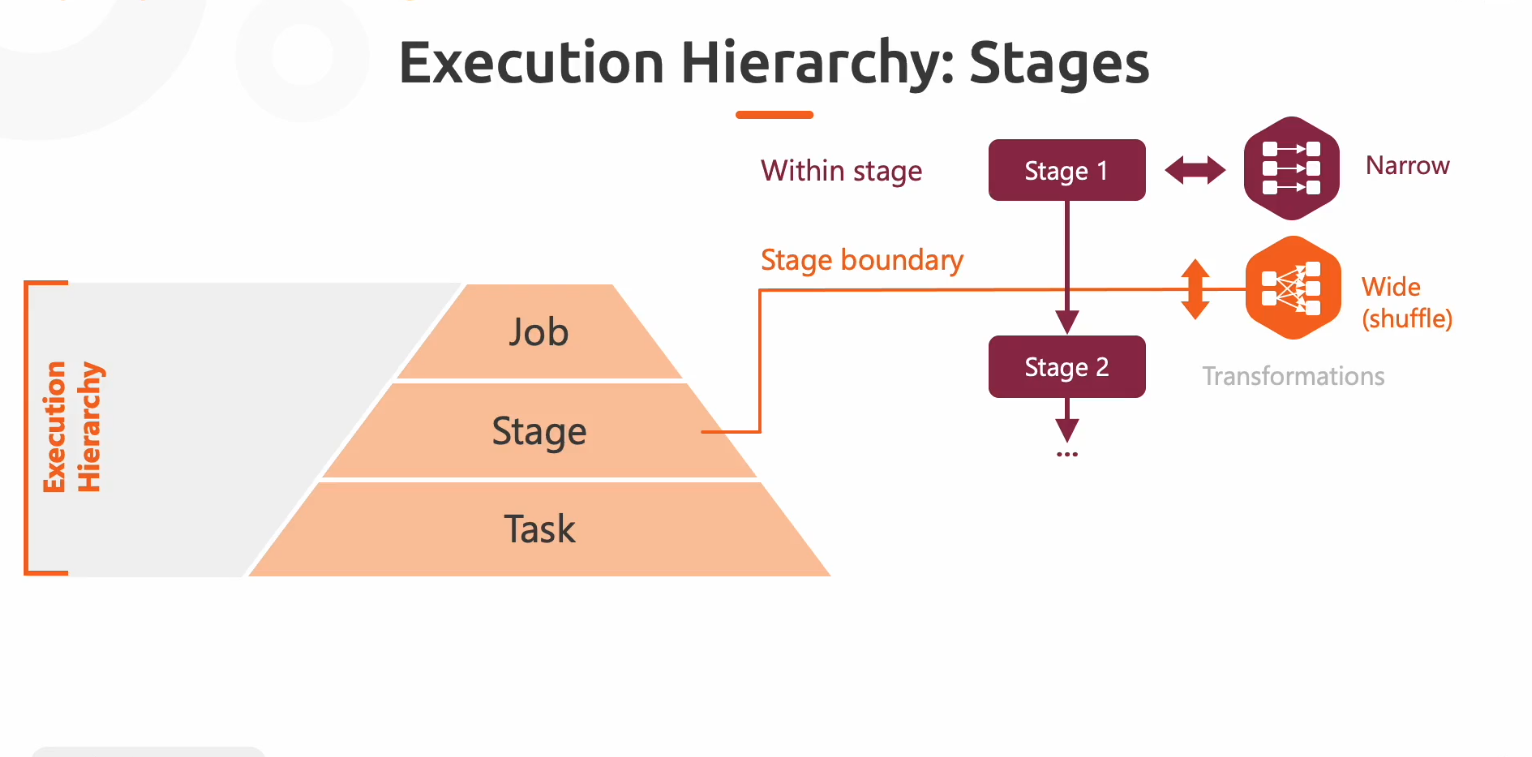 Execution Hierarchy: Stages
Within stage
Stage 1
Narrow
Stage boundary
Wide
(shuffle)
Stage 2
Transformations
...
Execution
Hierarchy
Job
Stage
Task